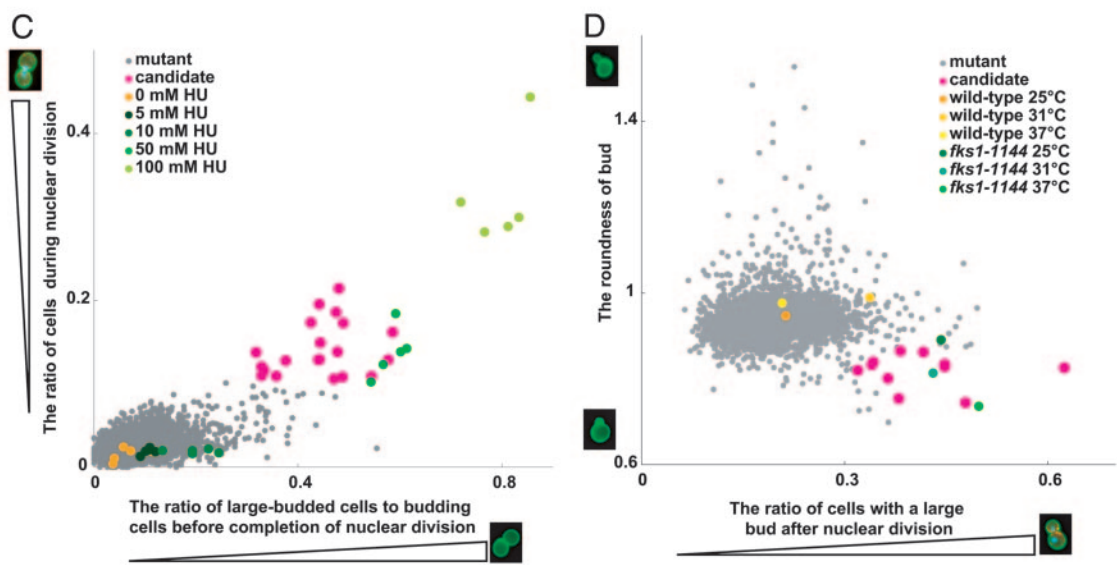 C
The ratio of cells during nuclear division
mutant
candidate
0 mM HU
5 mM HU
10 mM HU
50 mM HU
100 mM HU
0.4
0.2
0
0
0.4
0.8
The ratio of large-budded cells to budding
cells before completion of nuclear division
D
The roundness of bud
mutant
candidate
wild-type 25°C
wild-type 31°C
wild-type 37°C
fks1-1144 25°C
fks1-1144 31°C
fks1-1144 37°C
1.4
1
0.6
0
0.3
0.6
The ratio of cells with a large
bud after nuclear division